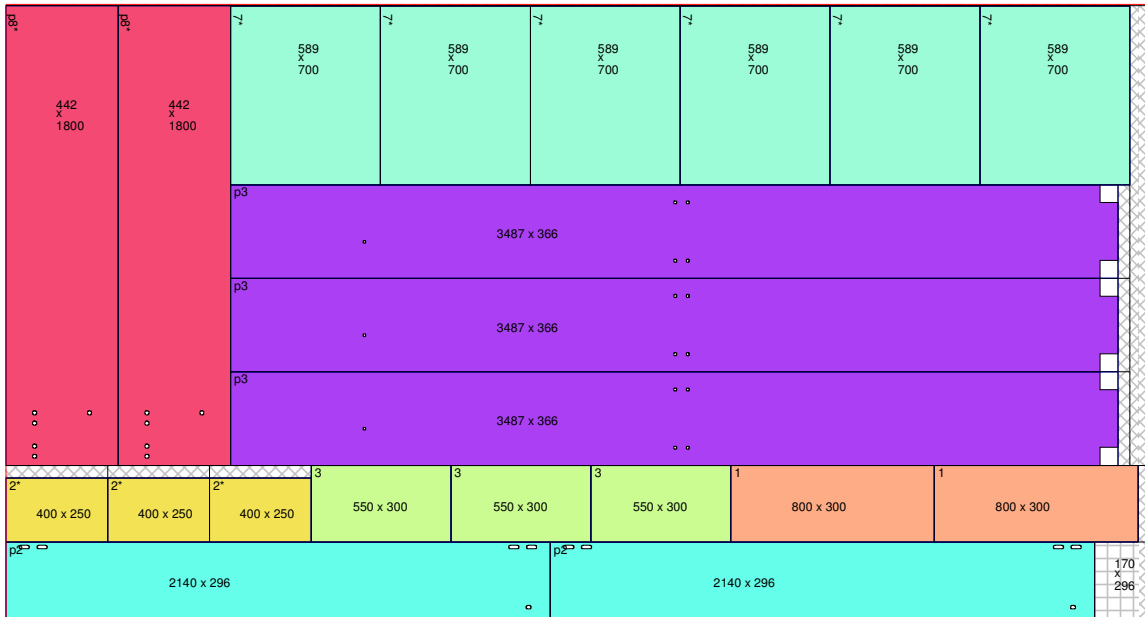 p8*
442
x
1800
p8*
442
x
1800
7*
589
x
700
7*
589
x
700
7*
589
x
700
7*
589
x
700
7*
589
x
700
7*
589
x
700
p3
3487 x 366
p3
3487 x 366
p3
3487 x 366
2*
400 x 250
2*
400 x 250
2*
400 x 250
3
550 x 300
3
550 x 300
3
550 x 300
1
800 x 300
1
800 x 300
p2
2140 x 296
p2
2140 x 296
170
x
296